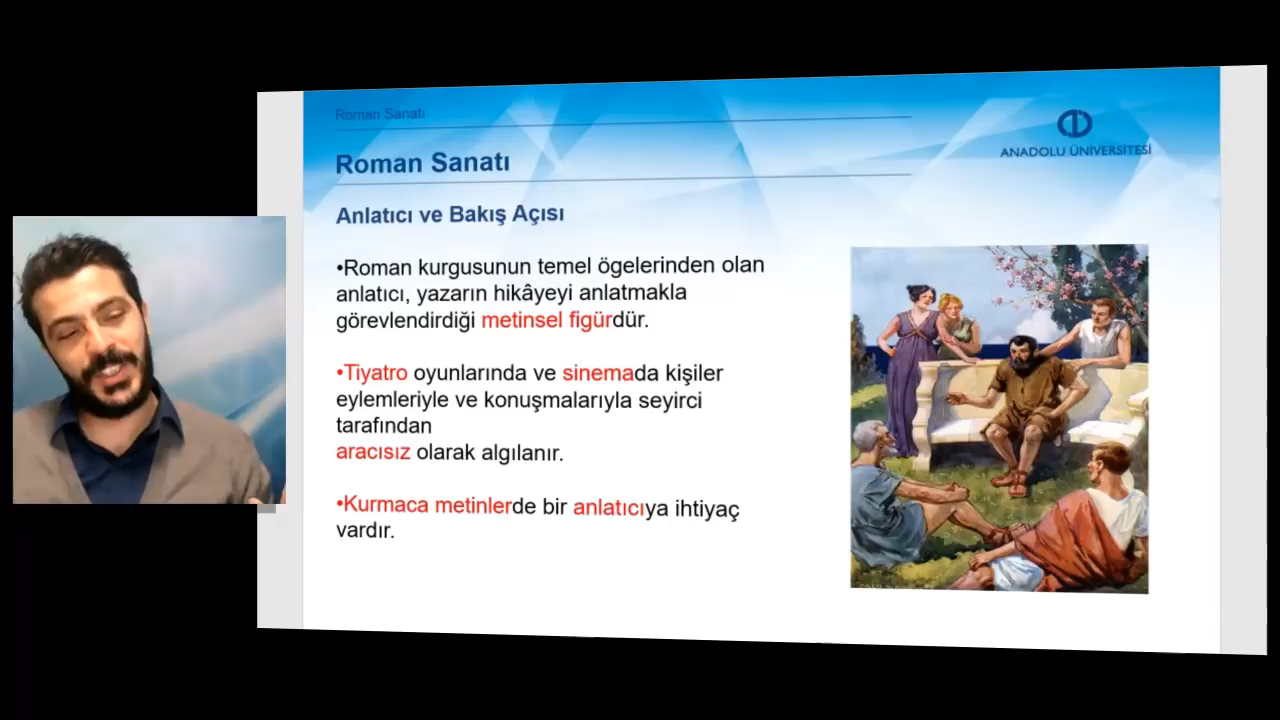 Roman Sanatı
ANADOLU ÜNİVERSİTESİ
Roman Sanatı
Anlatıcı ve Bakış Açısı
•Roman kurgusunun temel ögelerinden olan
anlatıcı, yazarın hikâyeyi anlatmakla
görevlendirdiği metinsel figürdür.
•Tiyatro oyunlarında ve sinemada kişiler
eylemleriyle ve konuşmalarıyla seyirci
tarafından
aracısız olarak algılanır.
•Kurmaca metinlerde bir anlatıcıya ihtiyaç
vardır.